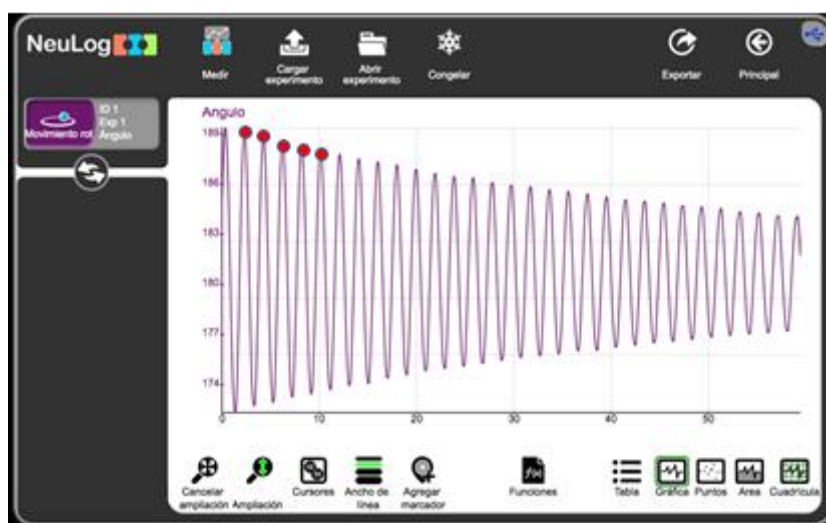 NeuLog
Medir
Cargar
experimento
Abrir
experimento
Congelar
Exportar
Principal
Movimiento rot
ID 1
Exp 1
Ángulo
Angulo
189
186
183
180
177
174
0
10
20
30
40
50
Cancelar
ampliación
Ampliación
Cursores
Ancho de
línea
Agregar
marcador
f(x)
Funciones
Tabla
Gráfica
Puntos
Area
Cuadrícula